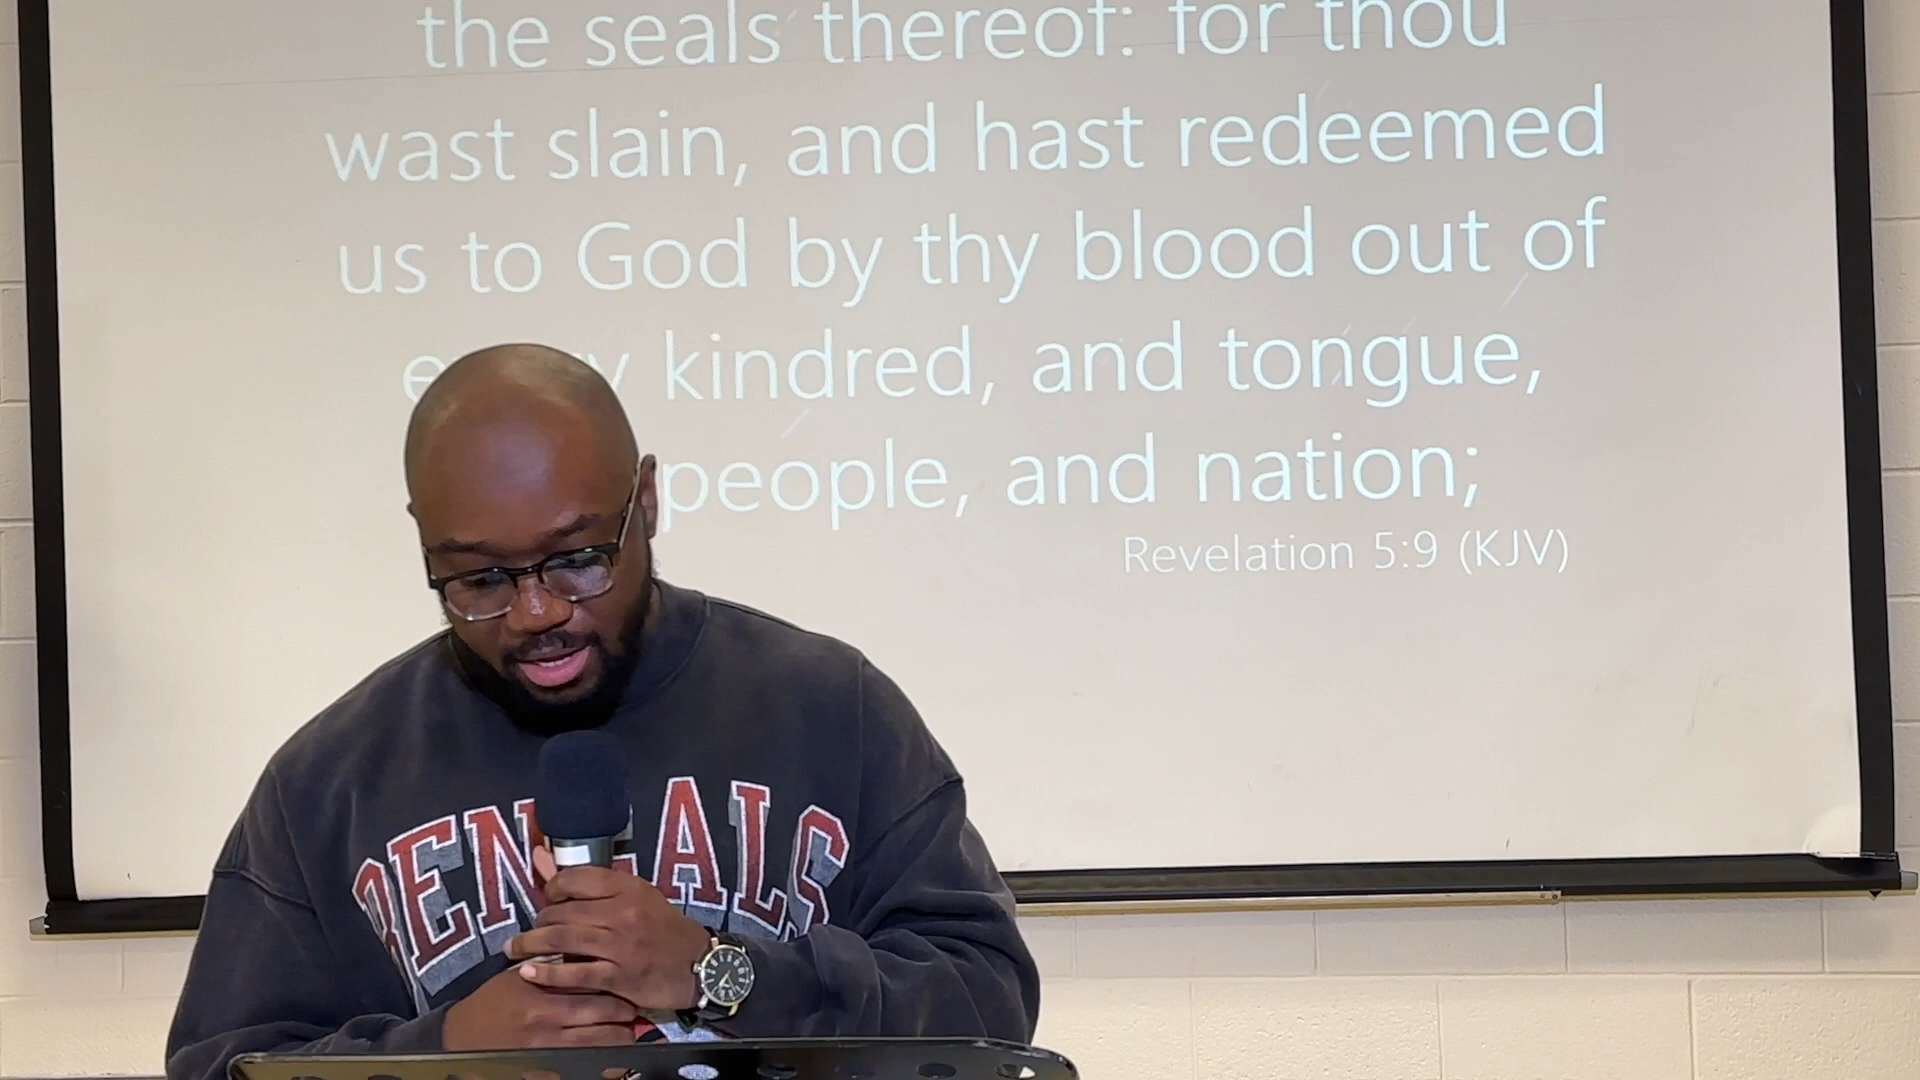 the seals thereof: for thou
wast slain, and hast redeemed
us to God by thy blood out of
kindred, and tongue,
people, and nation;
Revelation 5:9 (KJV)
BENGALS